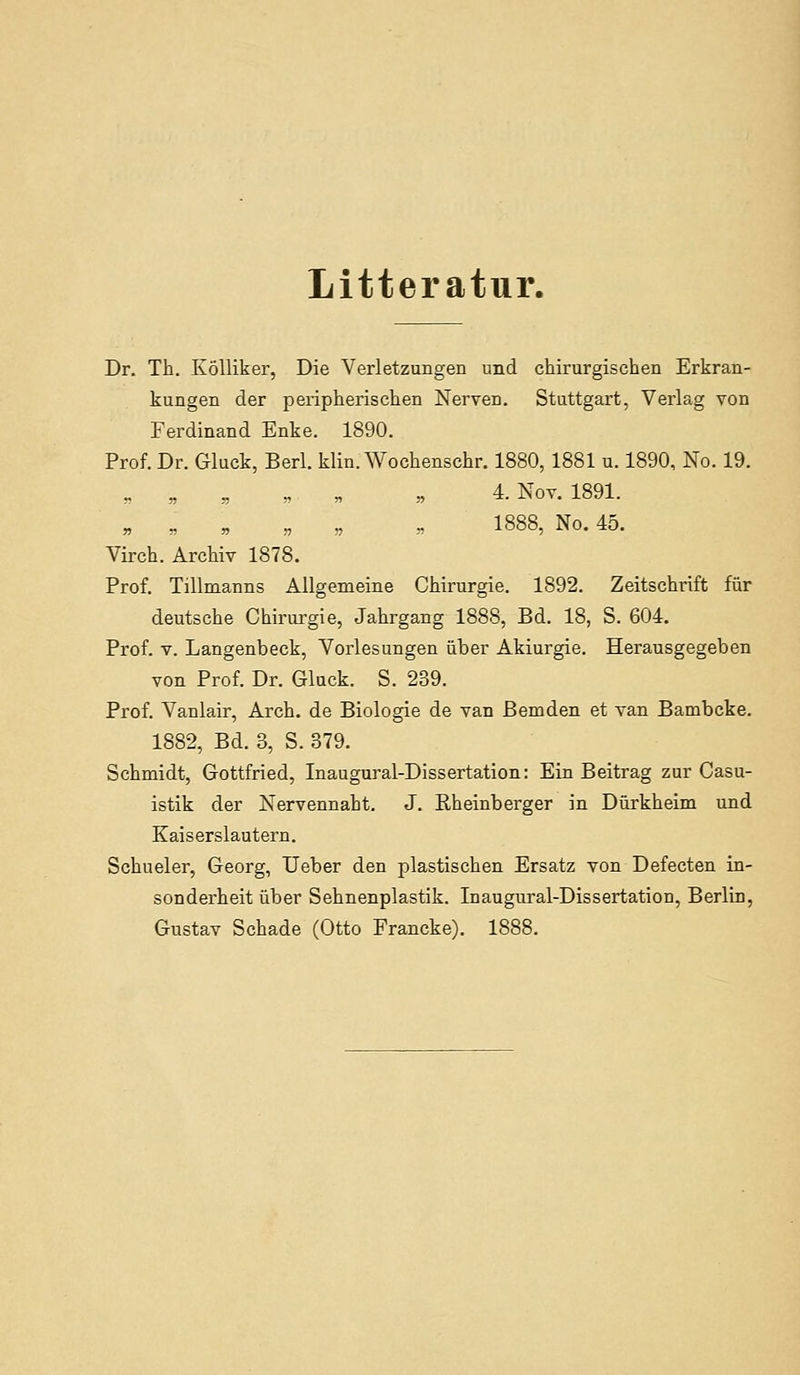 Litteratur.
Dr. Th. Kölliker, Die Verletzungen und chirurgischen Erkran-
kungen der peripherischen Nerven. Stuttgart, Verlag von
Ferdinand Enke. 1890.
Prof. Dr. Gluck, Berl. klin. Wochenschr. 1880, 1881 u. 1890, No. 19.
„ „ „ „ „ „ 4. Nov. 1891.
„ „ „ „ „ „ 1888, No. 45.
Virch. Archiv 1878.
Prof. Tillmanns Allgemeine Chirurgie. 1892. Zeitschrift für
deutsche Chirurgie, Jahrgang 1888, Bd. 18, S. 604.
Prof. v. Langenbeck, Vorlesungen über Akiurgie. Herausgegeben
von Prof. Dr. Gluck. S. 239.
Prof. Vanlair, Arch. de Biologie de van Bemden et van Bambcke.
1882, Bd. 3, S. 379.
Schmidt, Gottfried, Inaugural-Dissertation: Ein Beitrag zur Casu-
istik der Nervennaht. J. Rheinberger in Dürkheim und
Kaiserslautern.
Schueler, Georg, Ueber den plastischen Ersatz von Defecten in-
sonderheit über Sehnenplastik. Inaugural-Dissertation, Berlin,
Gustav Schade (Otto Francke). 1888.